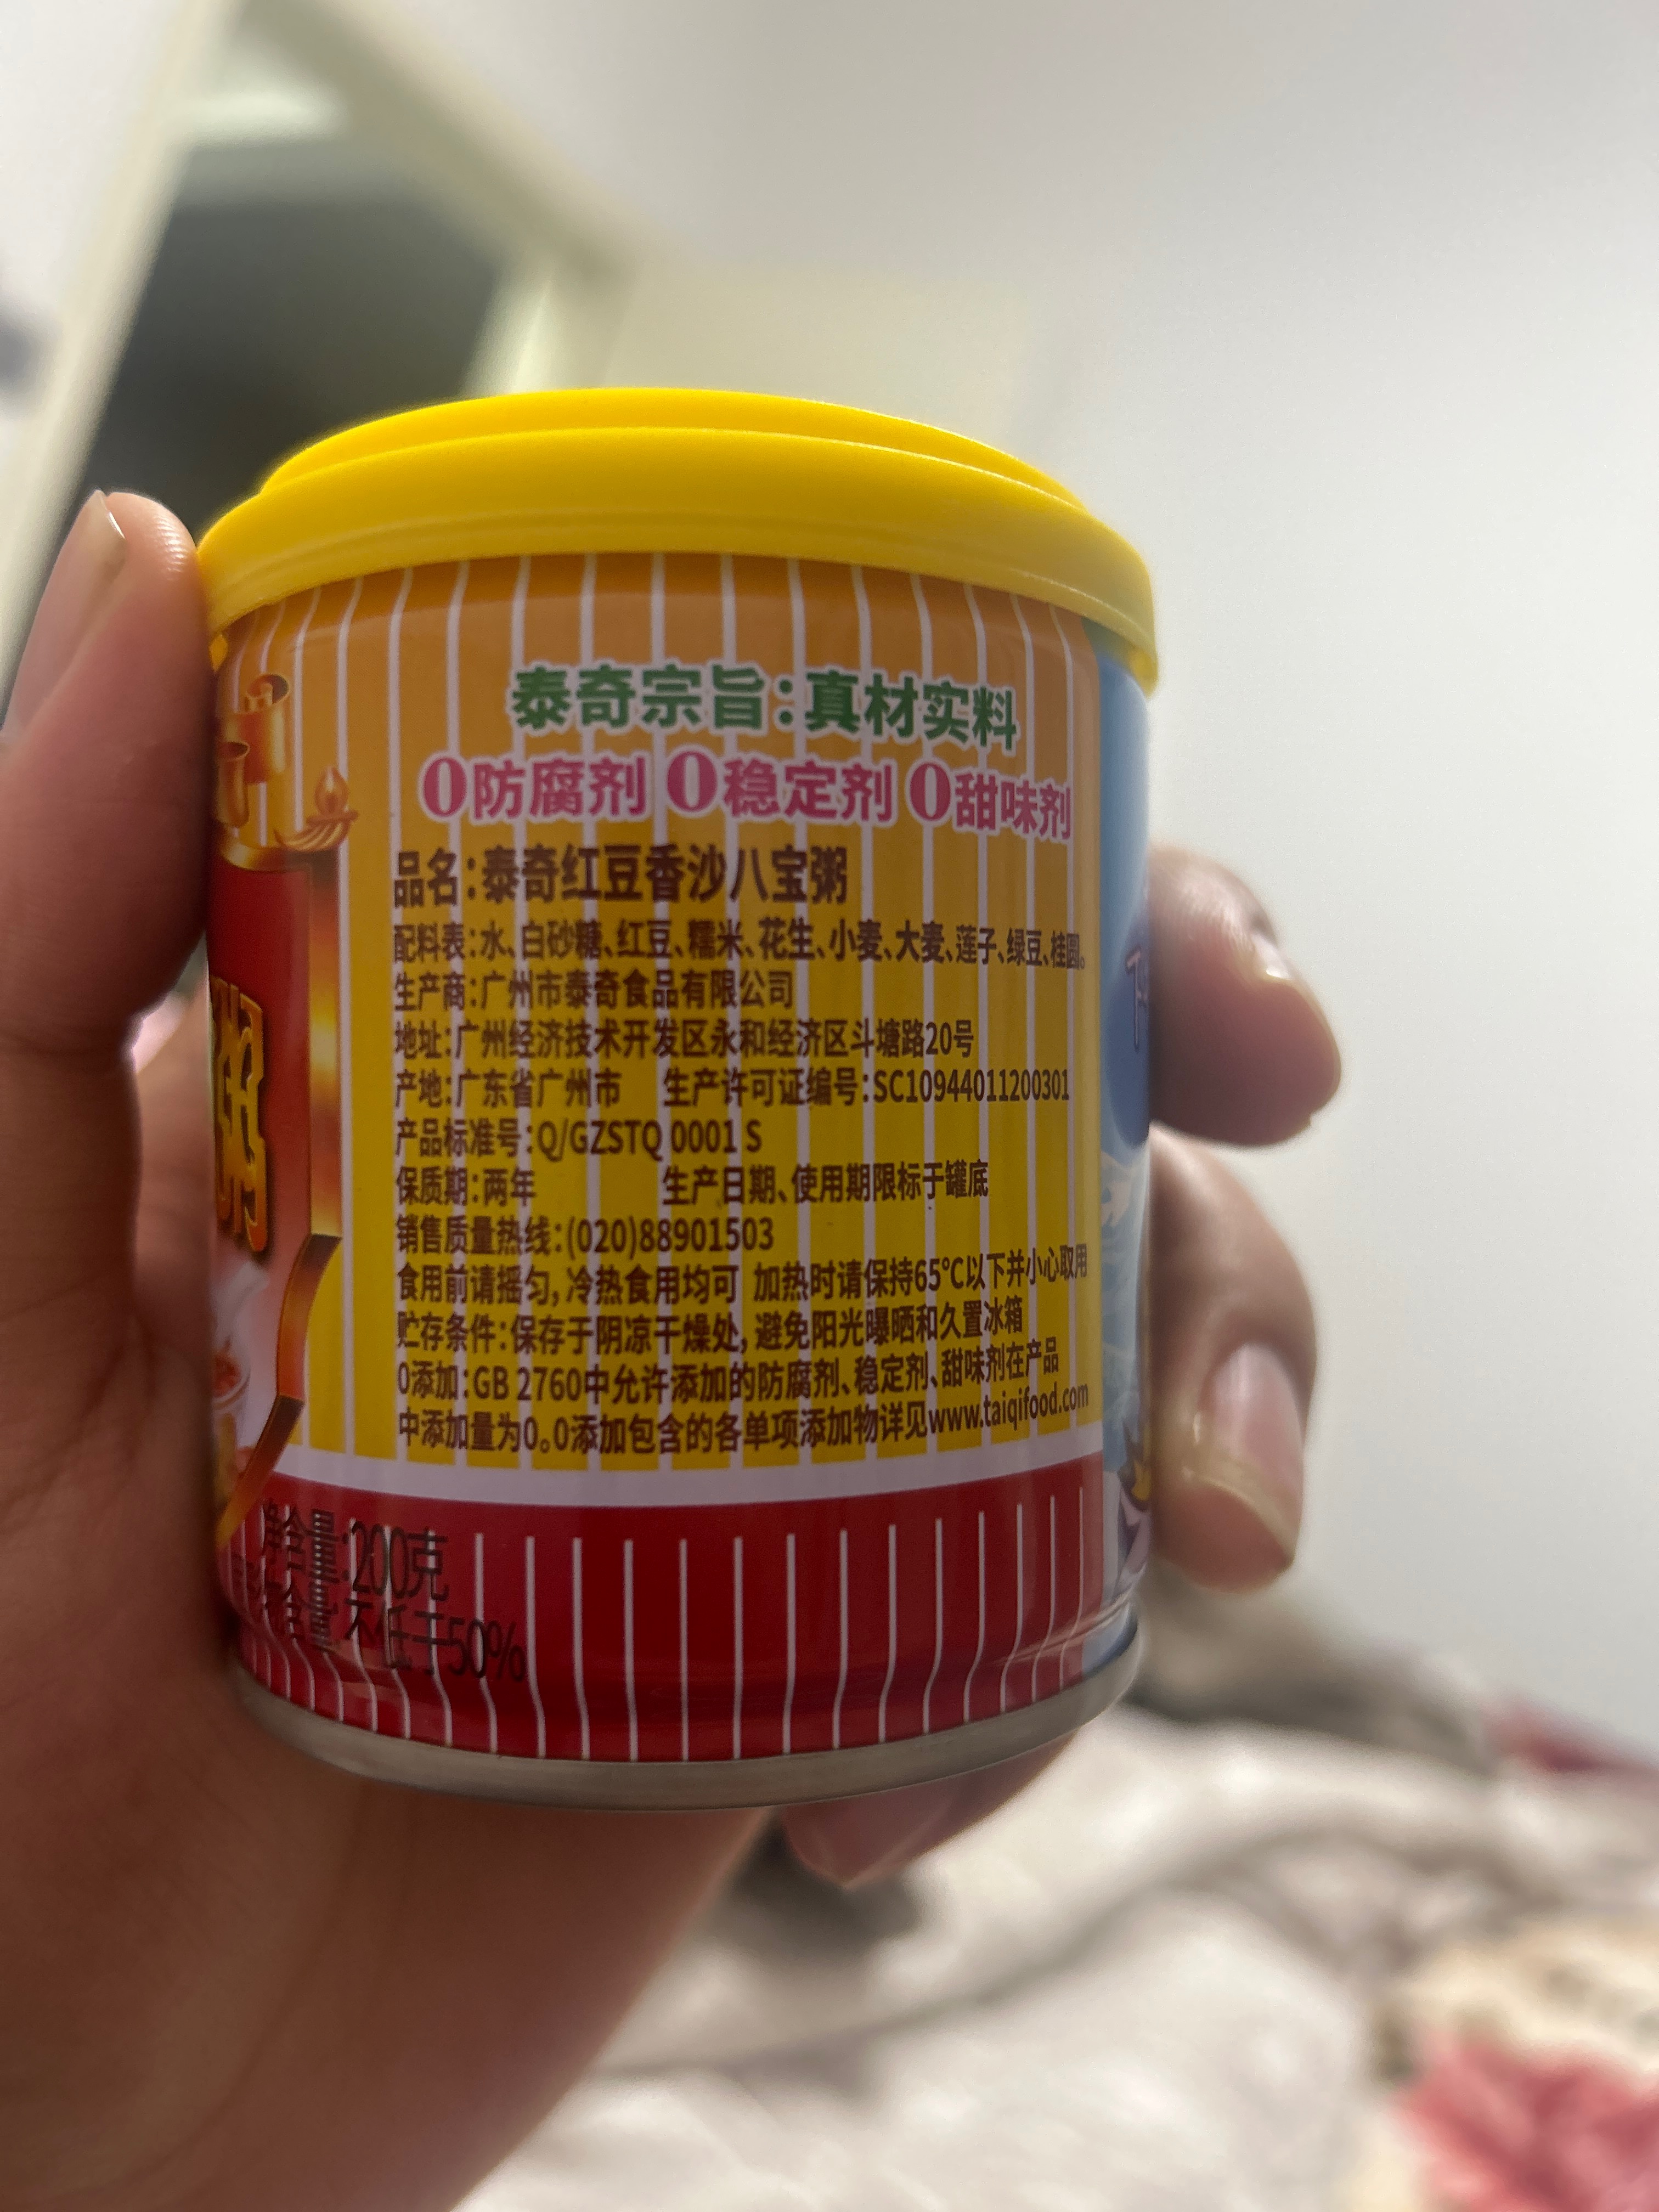 泰奇宗旨:真材实料
0防腐剂 0稳定剂 0甜味剂
品名:泰奇红豆香沙八宝粥
配料表:水、白砂糖、红豆、糯米、花生、小麦、大麦、莲子、绿豆、桂圆。
生产商:广州市泰奇食品有限公司
地址:广州经济技术开发区永和经济区斗塘路20号
产地:广东省广州市 生产许可证编号:SC10944011200301
产品标准号:Q/GZSTQ 0001 S
保质期:两年 生产日期、使用期限标于罐底
销售质量热线:(020)88901503
食用前请摇匀,冷热食用均可 加热时请保持65℃以下并小心取用
贮存条件:保存于阴凉干燥处,避免阳光曝晒和久置冰箱
0添加:GB 2760中允许添加的防腐剂、稳定剂、甜味剂在产品
中添加量为0。0添加包含的各单项添加物详见www.taiqifood.com
粥
净含量:200克
含量:不低于50%